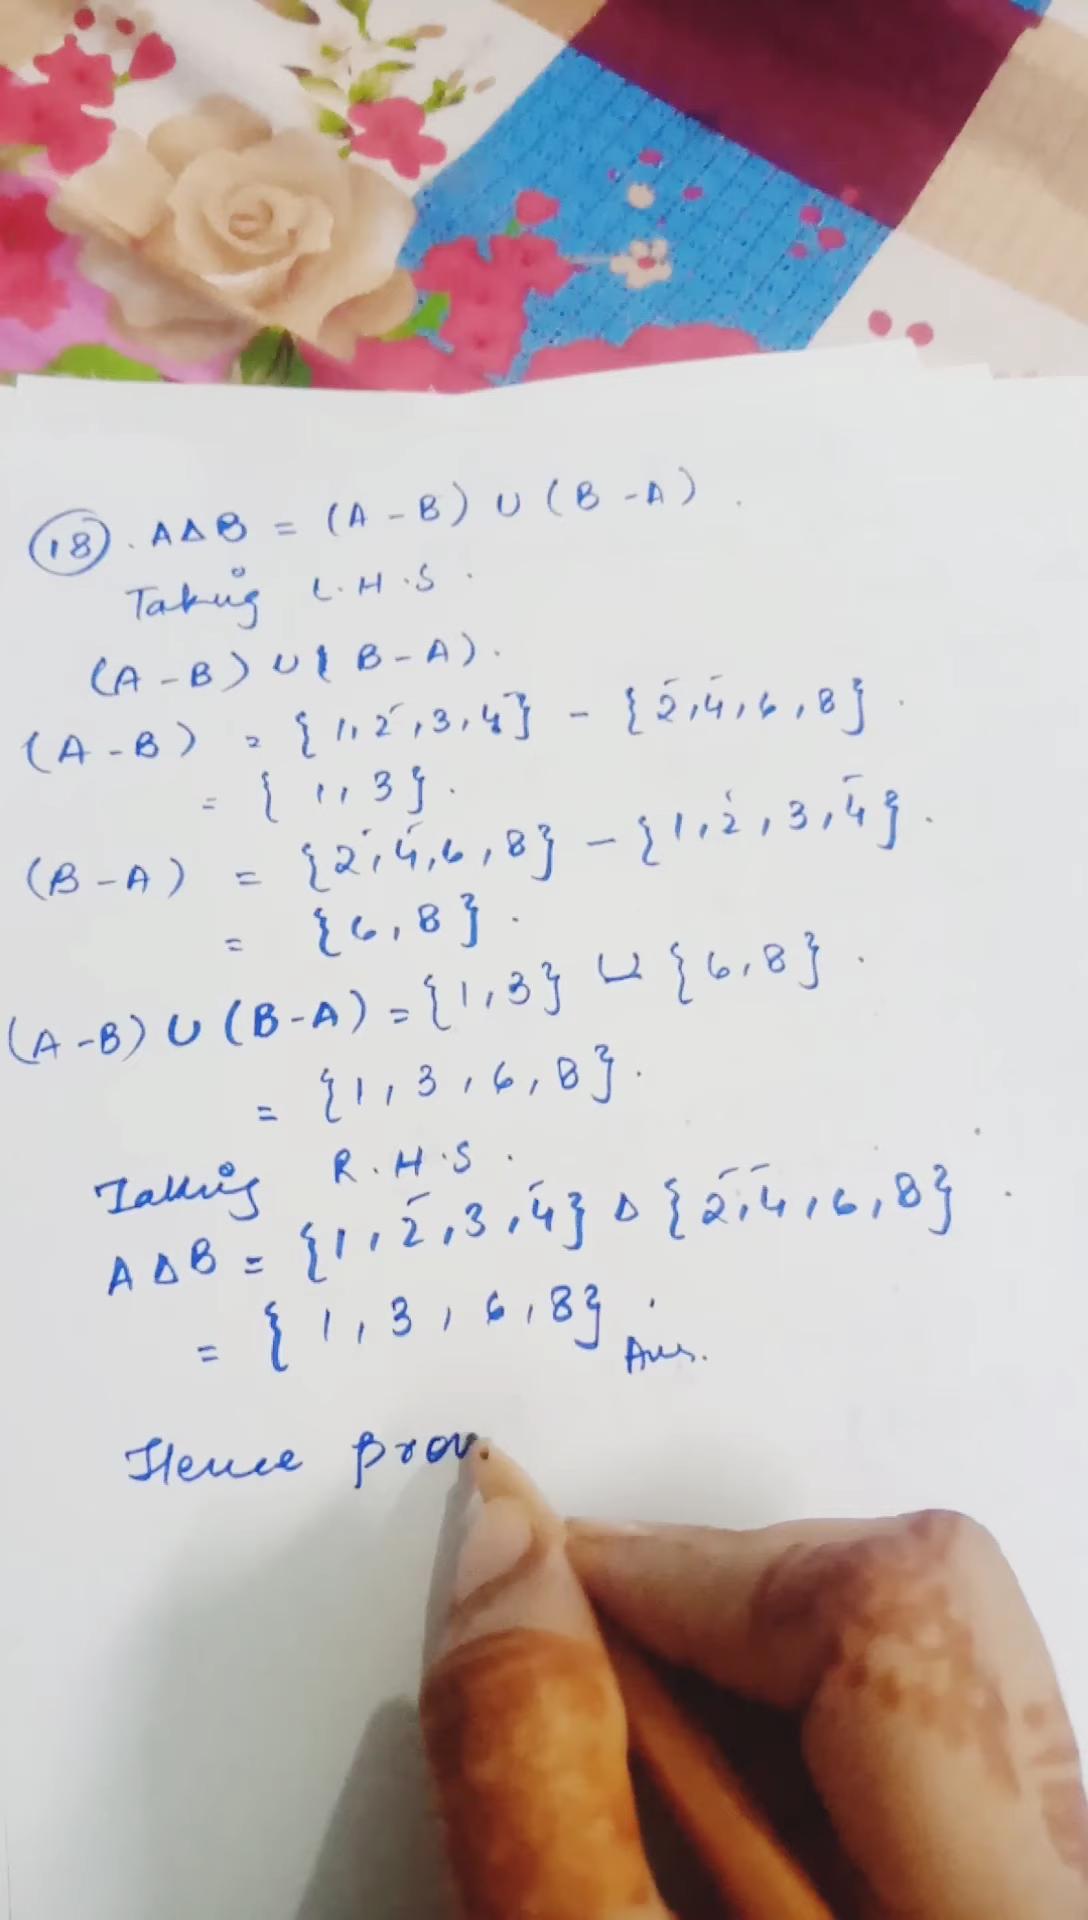 18. A Δ B = (A - B) ∪ (B - A).
Taking L.H.S.
(A - B) ∪ ( B - A).
(A - B) = { 1, 2, 3, 4} - {2, 4, 6, 8}.
= { 1, 3}.
(B - A) = {2, 4, 6, 8} - {1, 2, 3, 4}.
= {6, 8}.
(A - B) ∪ (B - A) = {1, 3} ∪ {6, 8}.
= {1, 3, 6, 8}.
Taking R.H.S.
A Δ B = {1, 2, 3, 4} Δ {2, 4, 6, 8}.
= { 1, 3, 6, 8}.
Ans.
Hence prov